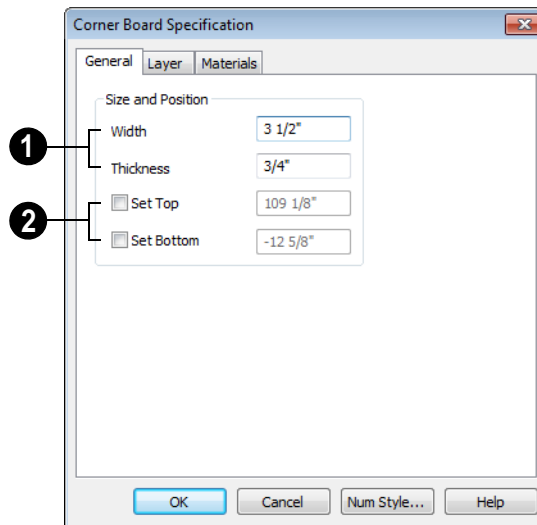 Corner Board Specification
General Layer Materials
Size and Position
1 Width 3 1/2"
Thickness 3/4"
2 Set Top 109 1/8"
Set Bottom -12 5/8"
OK Cancel Num Style... Help